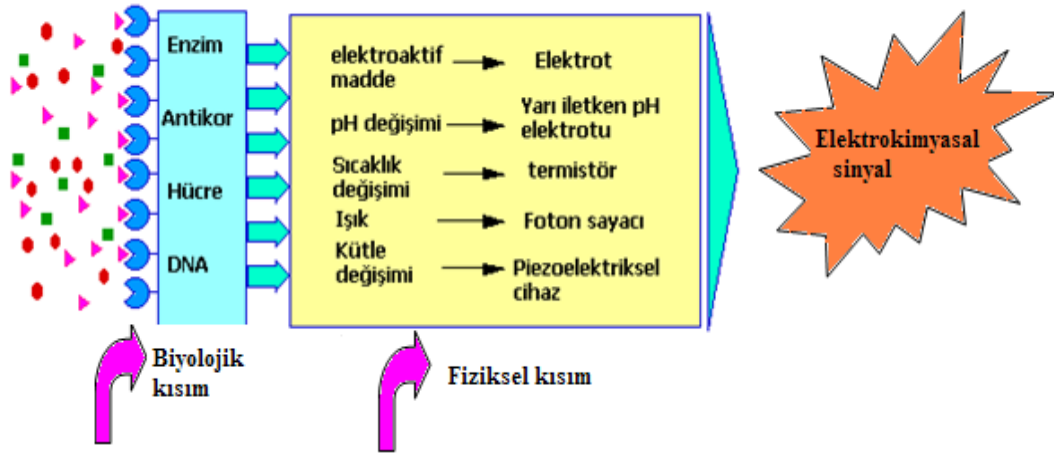 Enzim
Antikor
Hücre
DNA
elektroaktif
madde
Elektrot
pH değişimi
Yarı iletken pH
elektrotu
Sıcaklık
değişimi
termistör
Işık
Foton sayacı
Kütle
değişimi
Piezoelektriksel
cihaz
Elektrokimyasal
sinyal
Biyolojik
kısım
Fiziksel kısım